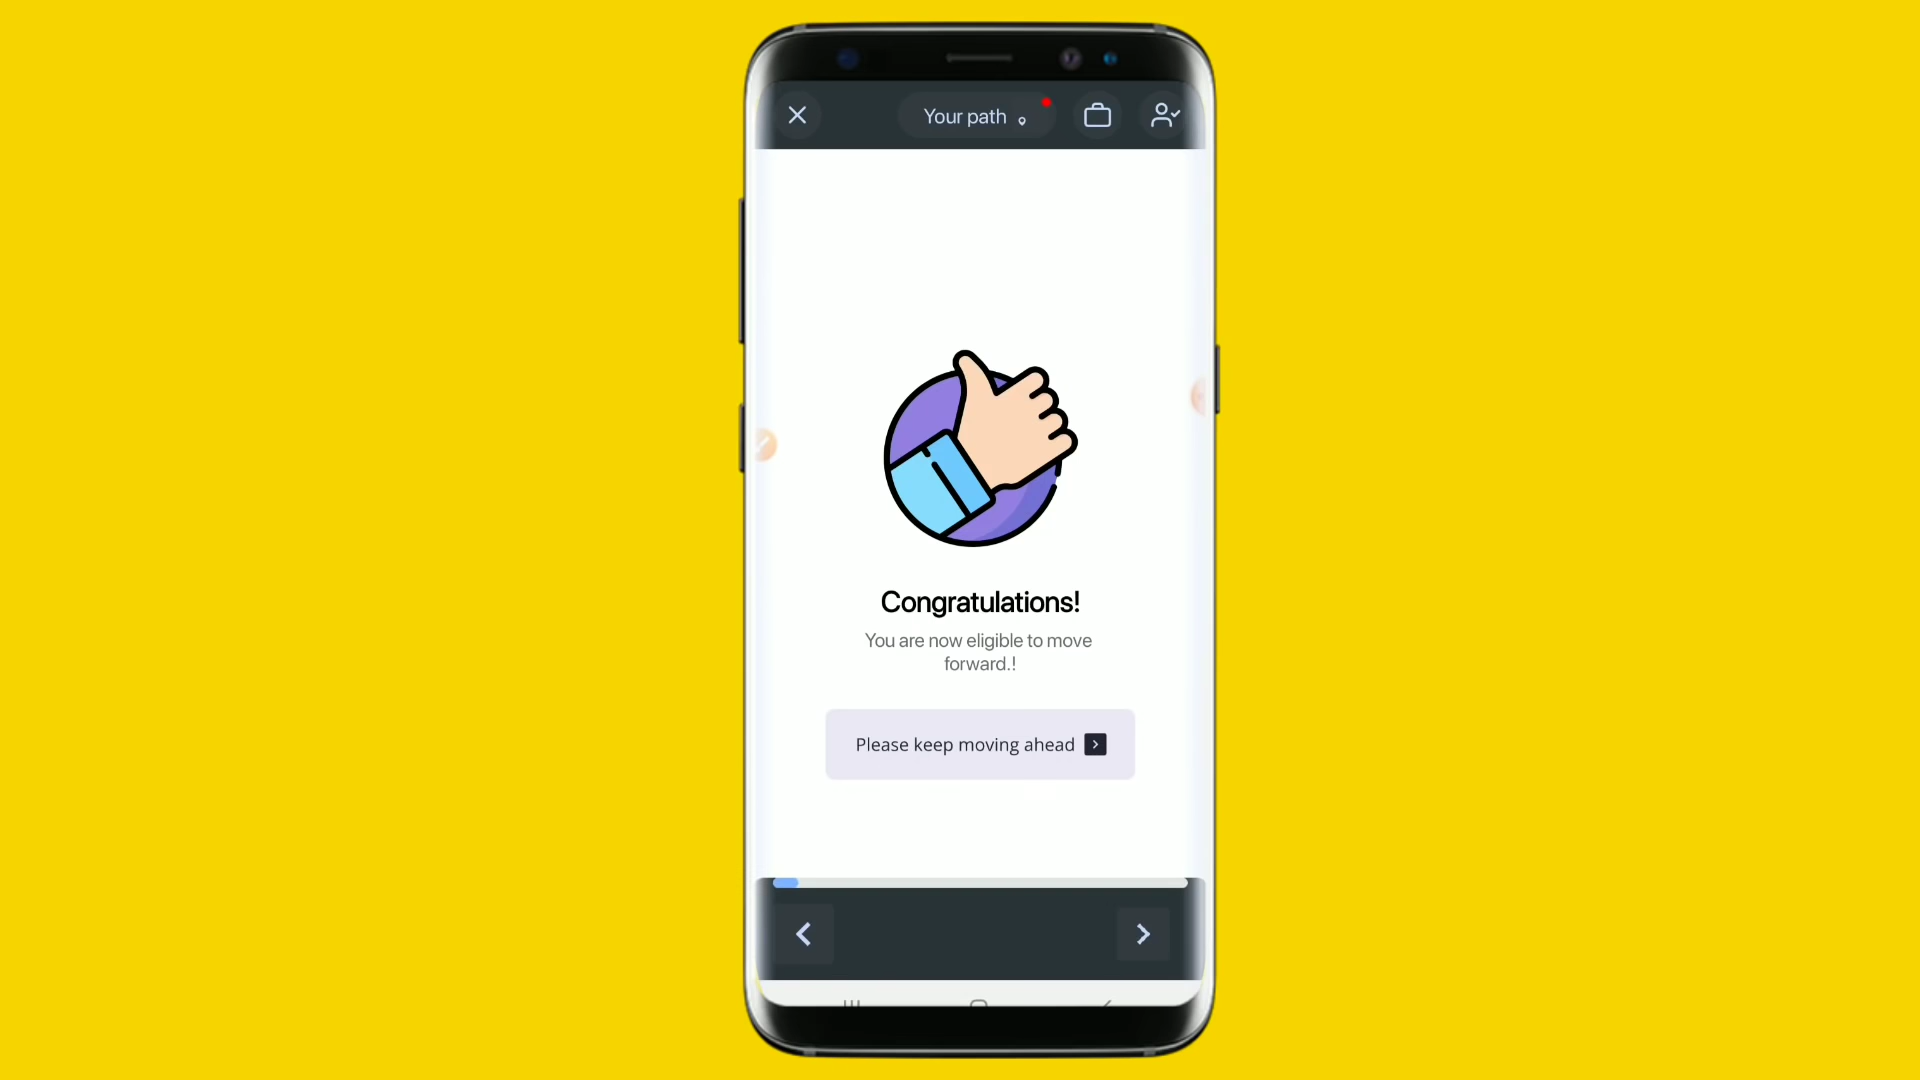 Your path
Congratulations!
You are now eligible to move
forward.!
Please keep moving ahead